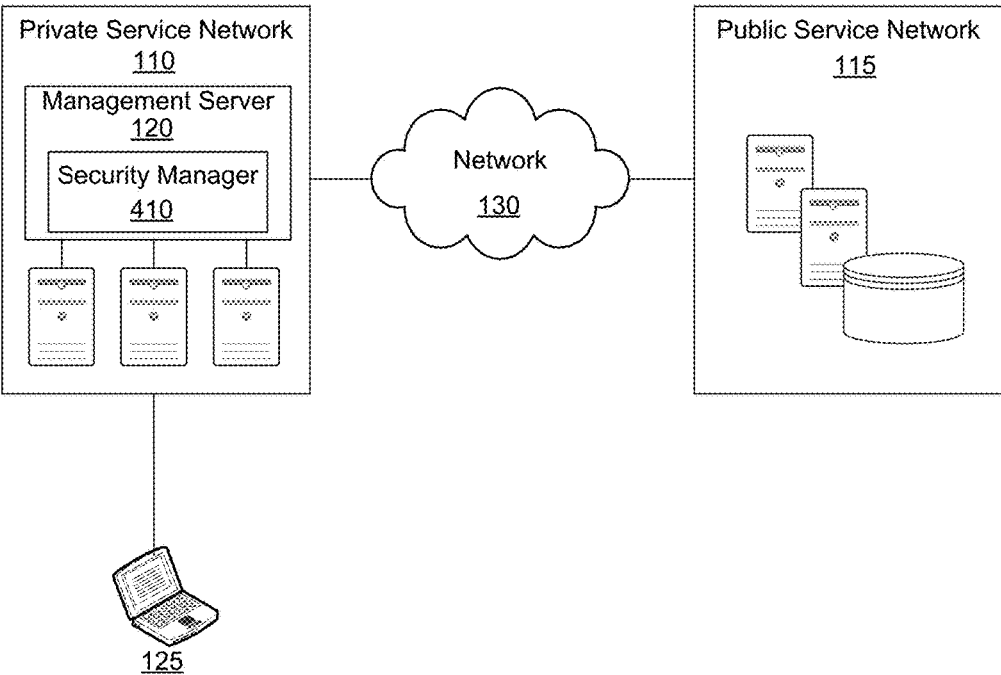 Private Service Network
110
Management Server
120
Security Manager
410
Network
130
Public Service Network
115
125